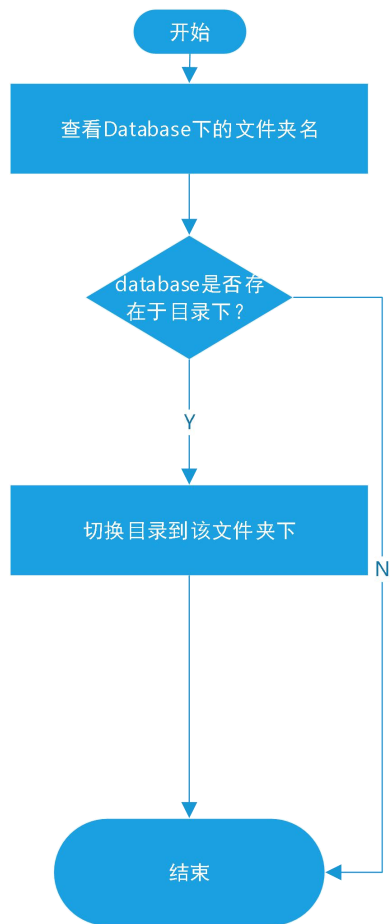 开始
查看Database下的文件夹名
database是否存
在于目录下？
Y
切换目录到该文件夹下
N
结束